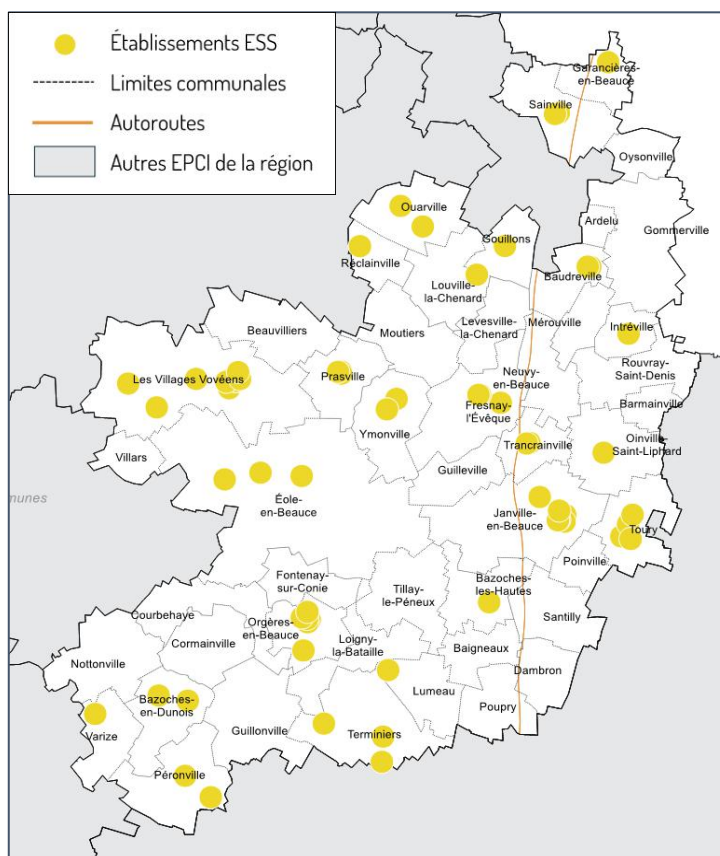 Établissements ESS
Limites communales
Autoroutes
Autres EPCI de la région
Garancières-
en-Beauce
Sainville
Oysonville
Ouarville
Ardelu
Gommerville
Gouillons
Réclainville
Baudreville
Louville-
la-Chenard
Beauvilliers
Moutiers
Levesville-
la-Chenard
Mérouville
Intréville
Les Villages Vovéens
Prasville
Neuvy-
en-Beauce
Rouvray-
Saint-Denis
Fresnay-
l'Évêque
Barmainville
Ymonville
Trancrainville
Oinville-
Saint-Liphard
Villars
Guilleville
Éole-
en-Beauce
munes
Janville-
en-Beauce
Toury
Poinville
Fontenay-
sur-Conie
Tillay-
le-Péneux
Bazoches-
les-Hautes
Courbehaye
Orgères-
en-Beauce
Santilly
Cormainville
Loigny-
la-Bataille
Baigneaux
Nottonville
Dambron
Bazoches-
en-Dunois
Lumeau
Poupry
Varize
Guillonville
Terminiers
Péronville